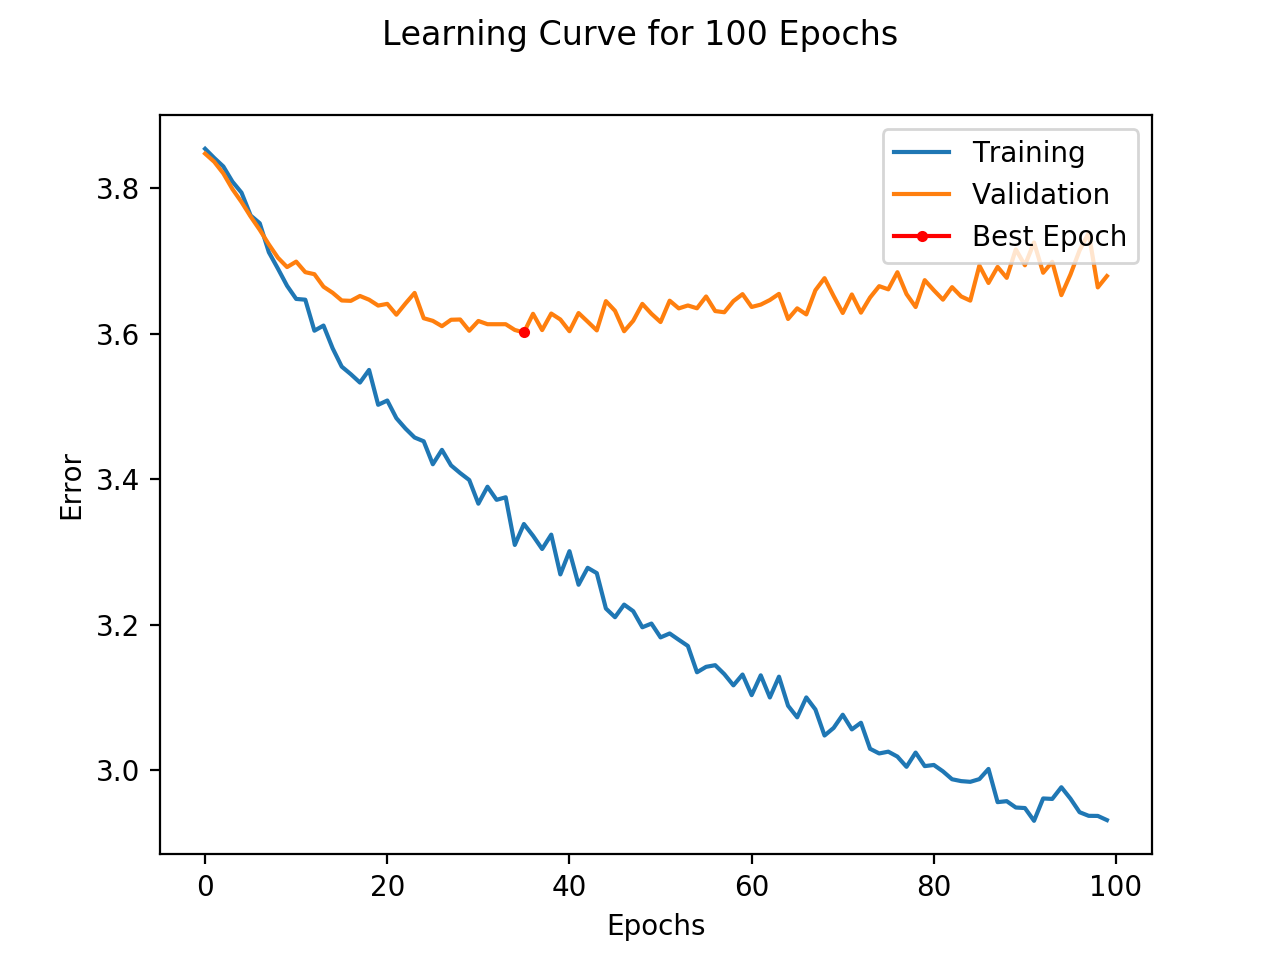 Learning Curve for 100 Epochs
Training
Validation
Best Epoch
3.8
3.6
3.4
3.2
3.0
Error
0 20 40 60 80 100
Epochs